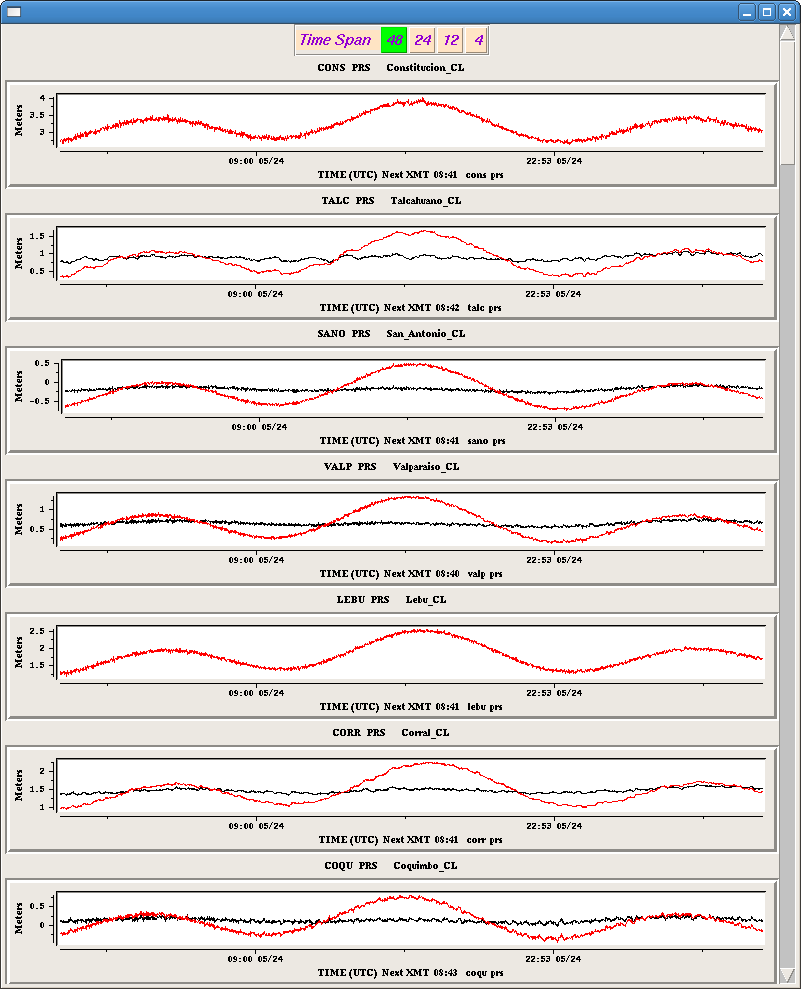 Time Span 48 24 12 4
CONS PRS Constitucion_CL
Meters
4
3.5
3
09:00 05/24 22:53 05/24
TIME (UTC) Next XMT 08:41 cons prs
TALC PRS Talcahuano_CL
Meters
1.5
1
0.5
09:00 05/24 22:53 05/24
TIME (UTC) Next XMT 08:42 talc prs
SANO PRS San_Antonio_CL
Meters
0.5
0
-0.5
09:00 05/24 22:53 05/24
TIME (UTC) Next XMT 08:41 sano prs
VALP PRS Valparaiso_CL
Meters
1
0.5
09:00 05/24 22:53 05/24
TIME (UTC) Next XMT 08:40 valp prs
LEBU PRS Lebu_CL
Meters
2.5
2
1.5
09:00 05/24 22:53 05/24
TIME (UTC) Next XMT 08:41 lebu prs
CORR PRS Corral_CL
Meters
2
1.5
1
09:00 05/24 22:53 05/24
TIME (UTC) Next XMT 08:41 corr prs
COQU PRS Coquimbo_CL
Meters
0.5
0
09:00 05/24 22:53 05/24
TIME (UTC) Next XMT 08:43 coqu prs